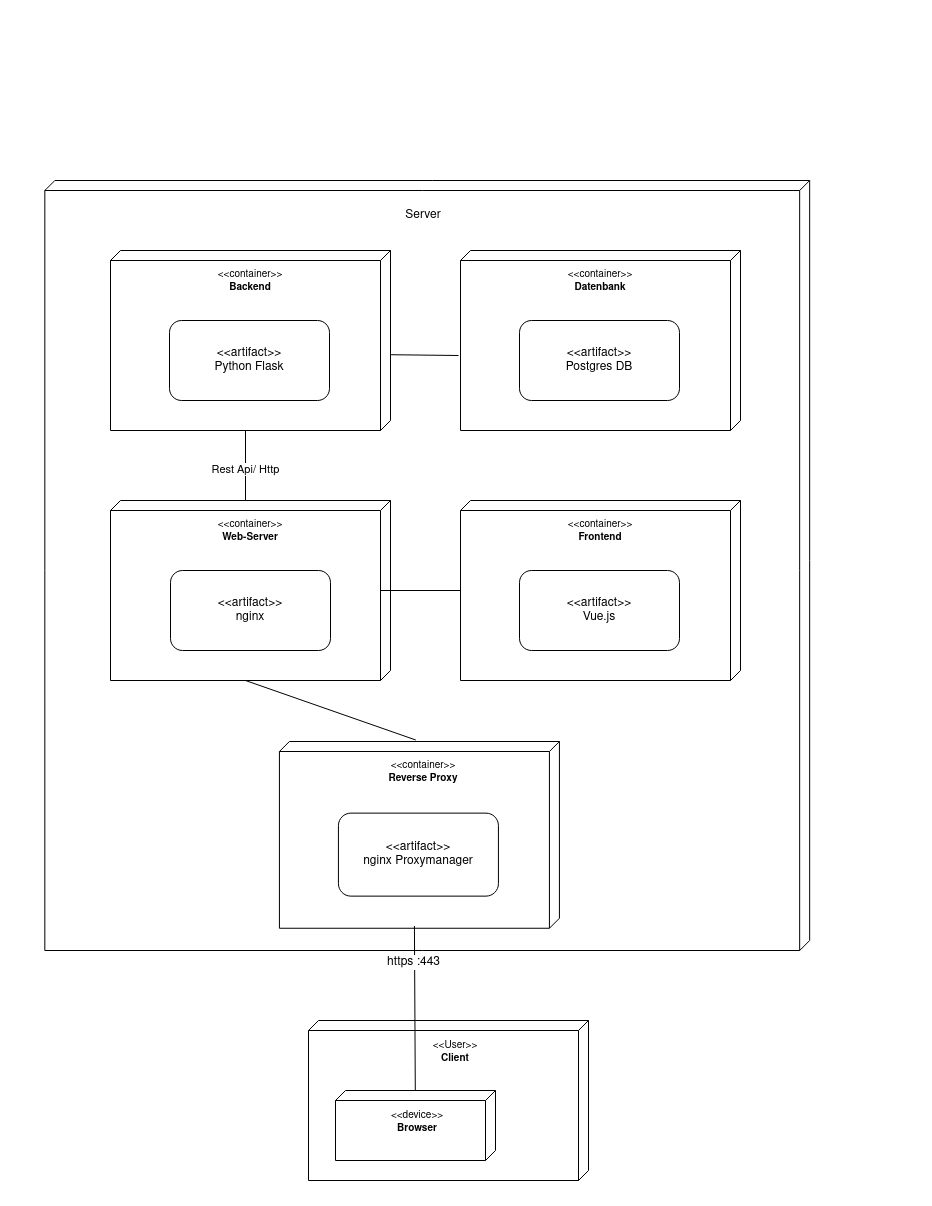 Server
<<container>>
Backend
<<artifact>>
Python Flask
<<container>>
Datenbank
<<artifact>>
Postgres DB
Rest Api/ Http
<<container>>
Web-Server
<<artifact>>
nginx
<<container>>
Frontend
<<artifact>>
Vue.js
<<container>>
Reverse Proxy
<<artifact>>
nginx Proxymanager
https :443
<<User>>
Client
<<device>>
Browser